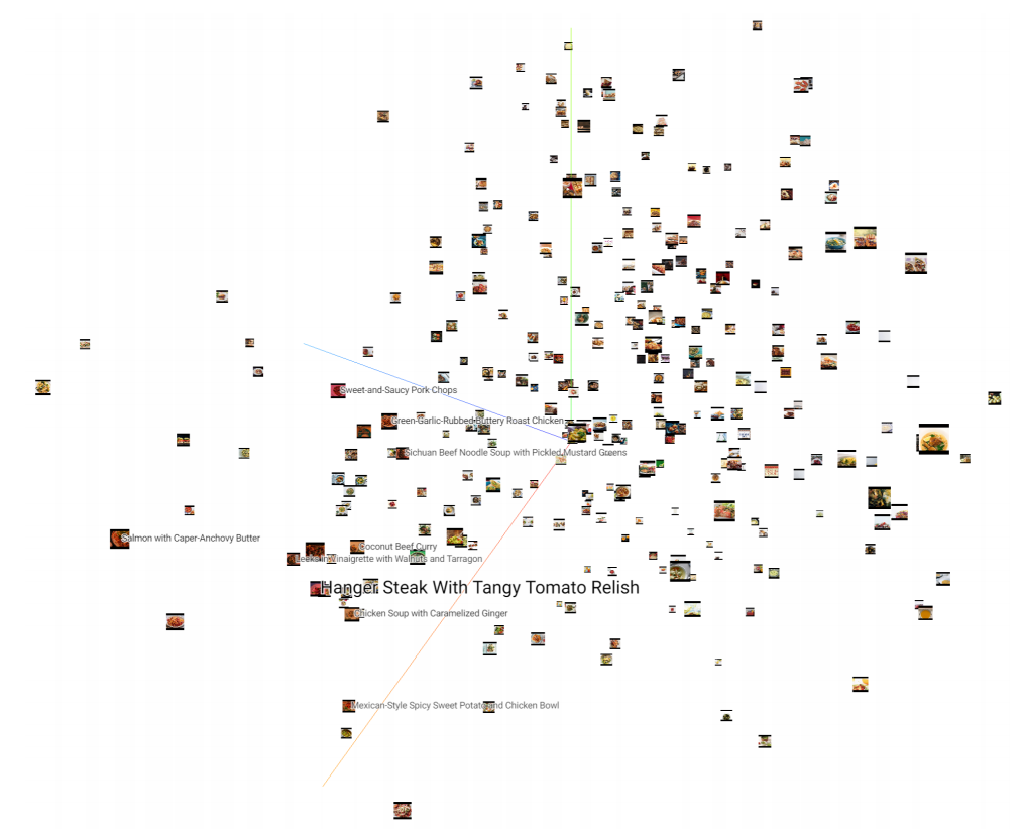 Sweet-and-Saucy Pork Chops
Green-Garlic-Rubbed-Buttery Roast Chicken
Sichuan Beef Noodle Soup with Pickled Mustard Greens
Salmon with Caper-Anchovy Butter
Coconut Beef Curry
Leeks in Vinaigrette with Walnuts and Tarragon
Hanger Steak With Tangy Tomato Relish
Chicken Soup with Caramelized Ginger
Mexican-Style Spicy Sweet Potato and Chicken Bowl